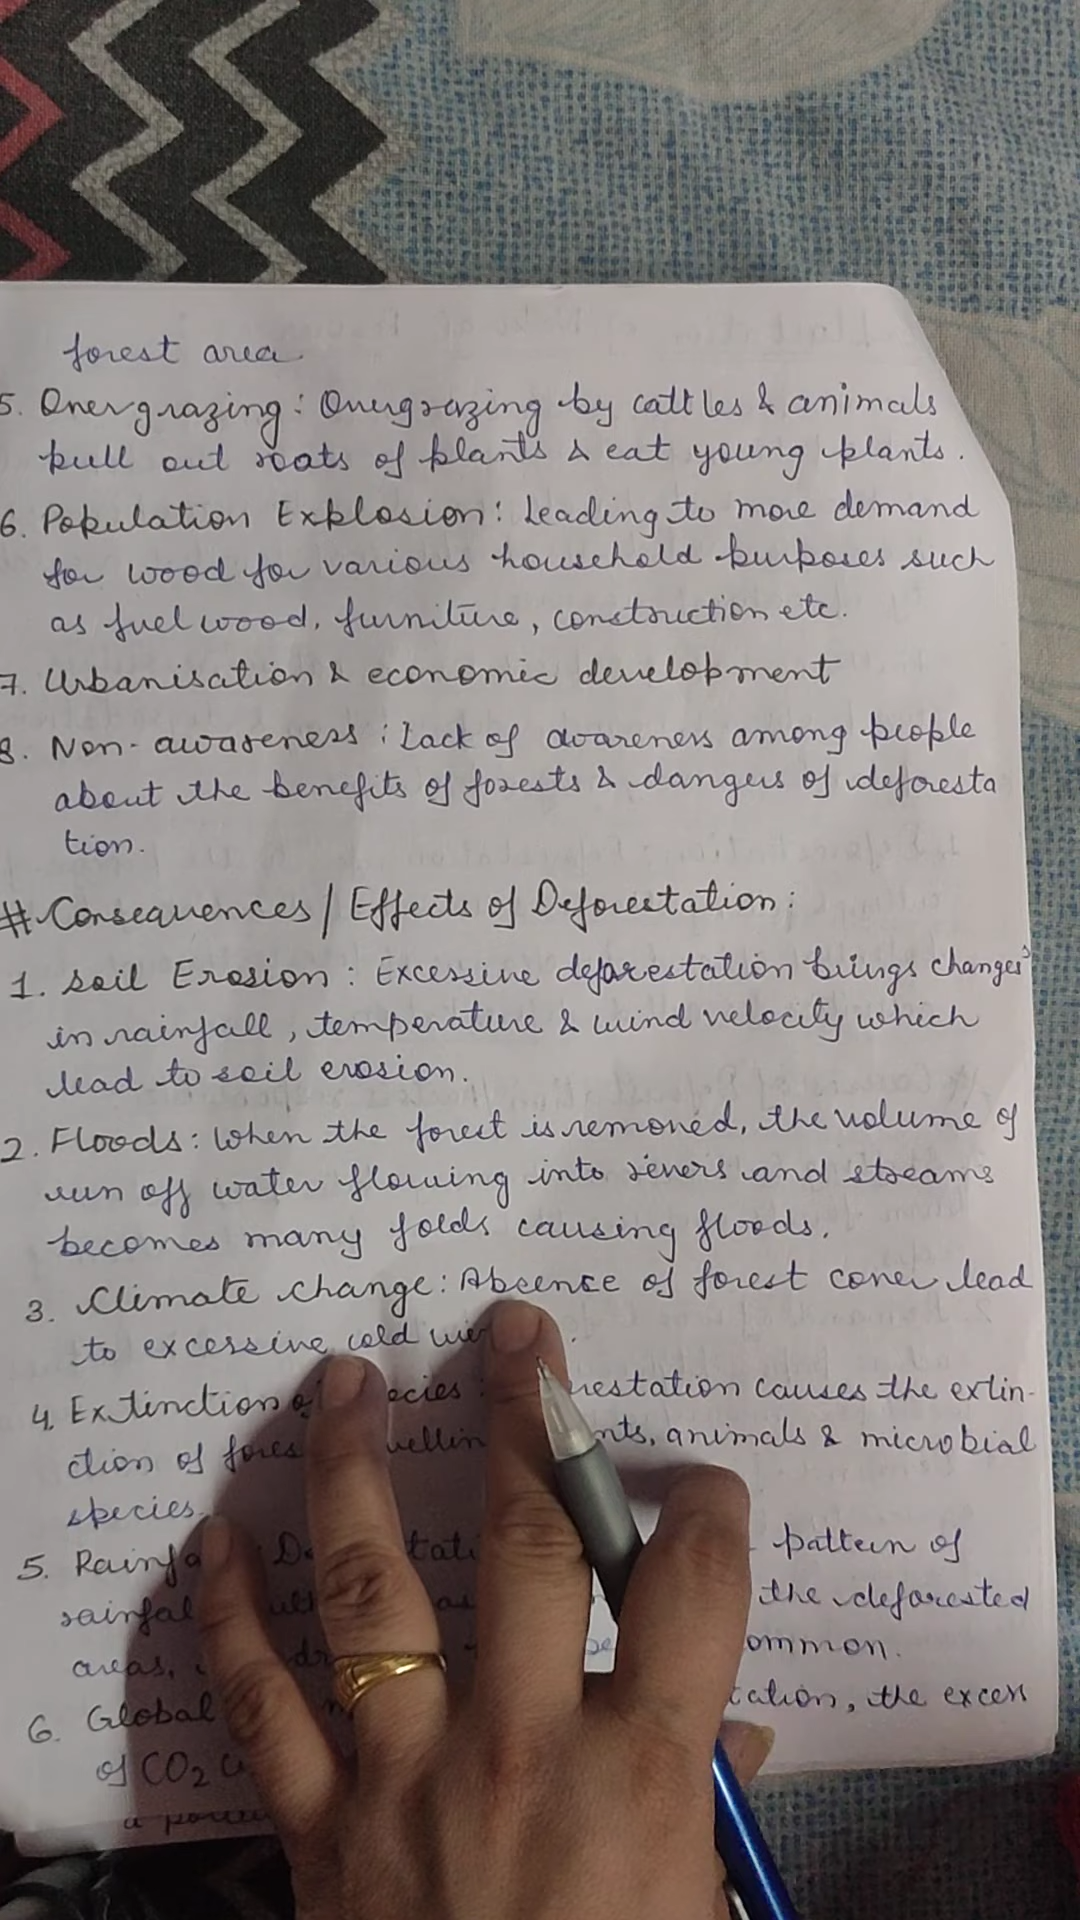 forest area
5. Overgrazing: Overgrazing by cattles & animals
pull out roots of plants & eat young plants.
6. Population Explosion: Leading to more demand
for wood for various household purposes such
as fuel wood, furniture, construction etc.
7. Urbanisation & economic development
8. Non-awareness: Lack of awareness among people
about the benefits of forests & dangers of deforesta
tion.
# Consequences / Effects of Deforestation:
1. Soil Erosion: Excessive deforestation brings changes
in rainfall, temperature & wind velocity which
lead to soil erosion.
2. Floods: When the forest is removed, the volume of
run off water flowing into rivers and streams
becomes many folds causing floods.
3. Climate change: Absence of forest cover lead
to excessive cold
4. Extinction causes the extin-
ction of animals & microbial
species.
5. pattern of
the deforested
areas,
6. Global the excess
of CO2